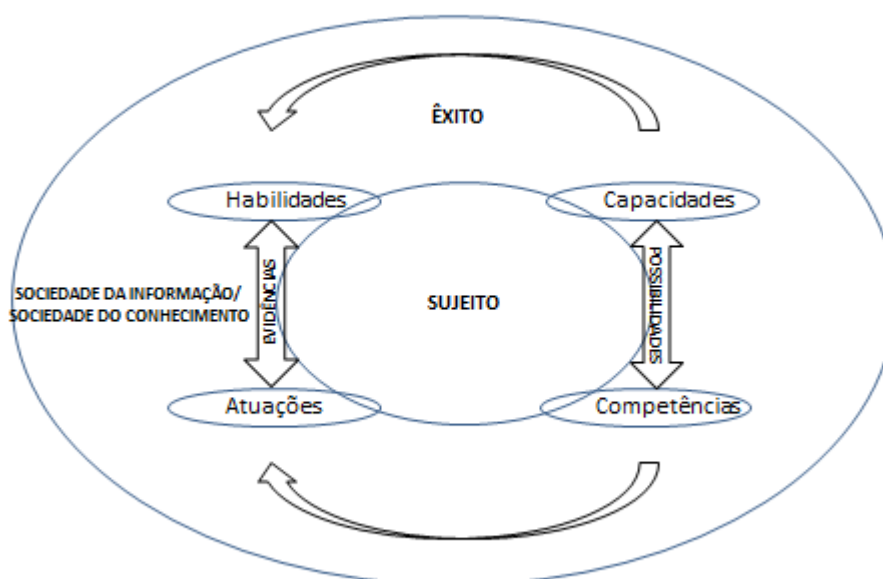 ÊXITO
Habilidades
Capacidades
EVIDÊNCIAS
POSSIBILIDADES
SOCIEDADE DA INFORMAÇÃO/
SOCIEDADE DO CONHECIMENTO
SUJEITO
Atuações
Competências